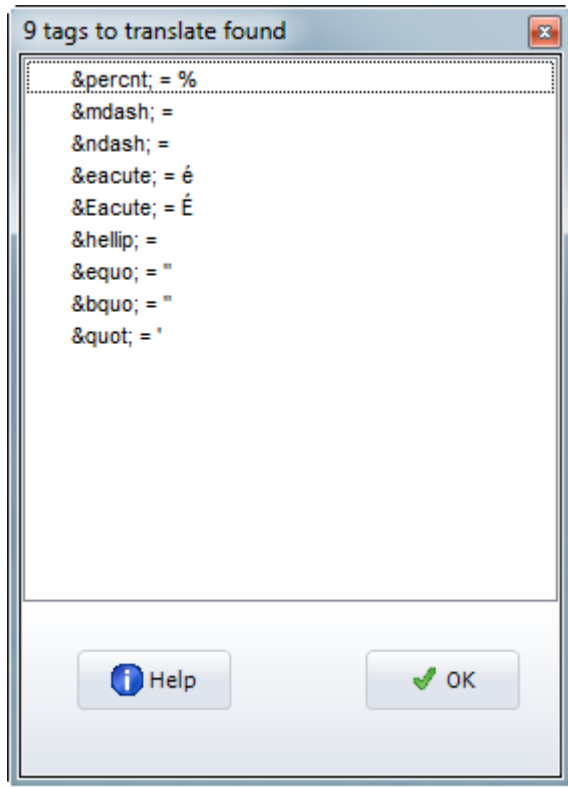 9 tags to translate found
&percnt; = %
&mdash; =
&ndash; =
&eacute; = é
&Eacute; = É
&hellip; =
&equo; = "
&bquo; = "
&quot; = '
Help
OK